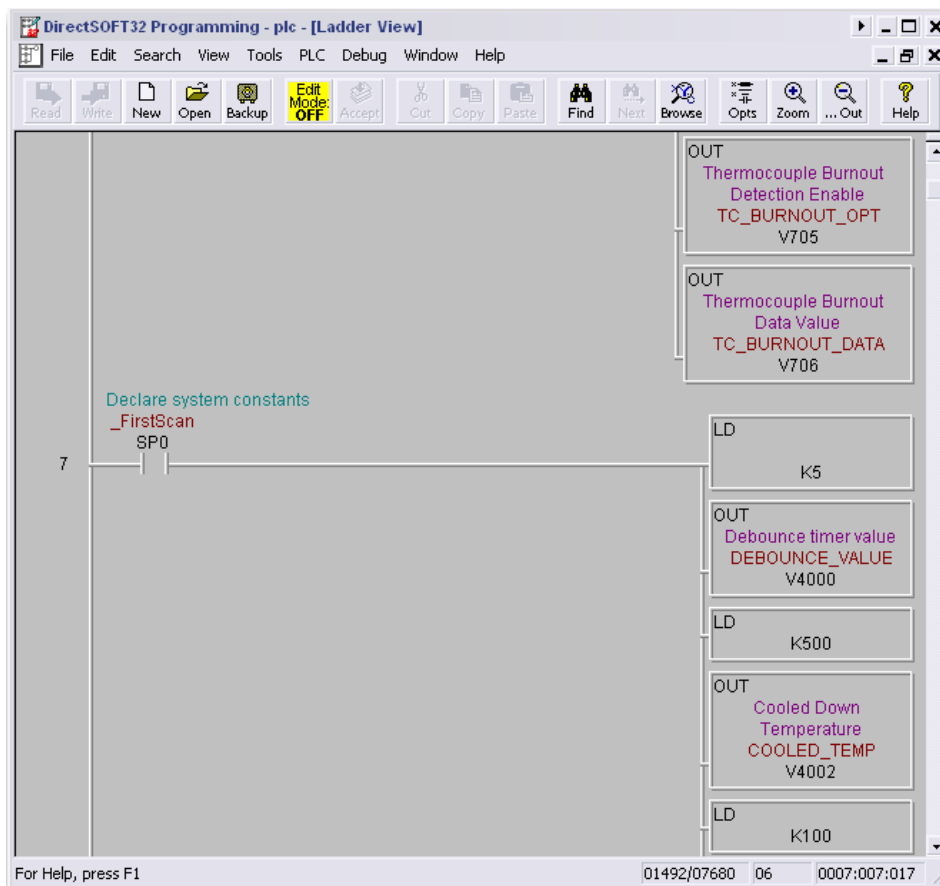 DirectSOFT32 Programming - plc - [Ladder View]
File Edit Search View Tools PLC Debug Window Help
Read Write New Open Backup Edit Mode: OFF Accept Cut Copy Paste Find Next Browse Opts Zoom ... Out Help
OUT
Thermocouple Burnout
Detection Enable
TC_BURNOUT_OPT
V705
OUT
Thermocouple Burnout
Data Value
TC_BURNOUT_DATA
V706
Declare system constants
_FirstScan
SP0
7
LD
K5
OUT
Debounce timer value
DEBOUNCE_VALUE
V4000
LD
K500
OUT
Cooled Down
Temperature
COOLED_TEMP
V4002
LD
K100
For Help, press F1 01492/07680 06 0007:007:017